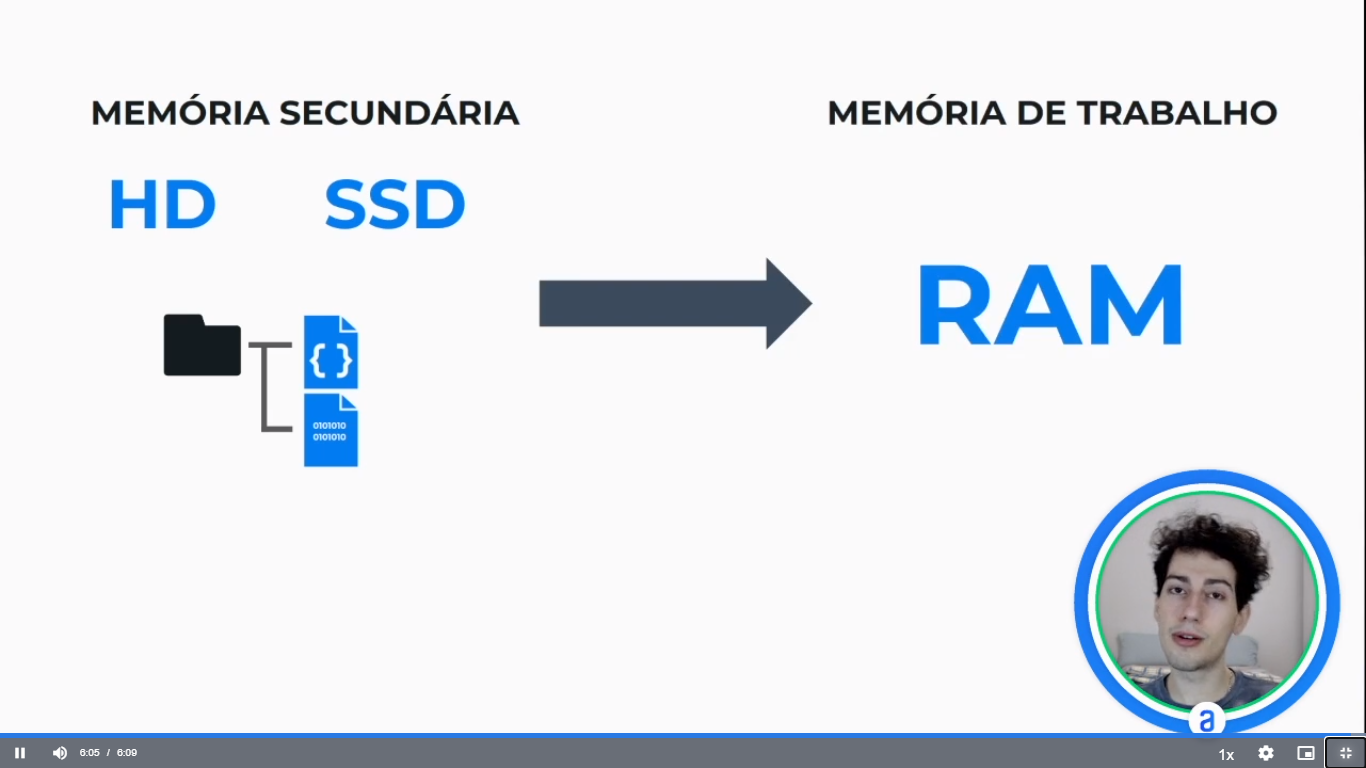 MEMÓRIA SECUNDÁRIA
MEMÓRIA DE TRABALHO
HD SSD
RAM
{}
0101010
0101010
a
6:05 / 6:09
1x